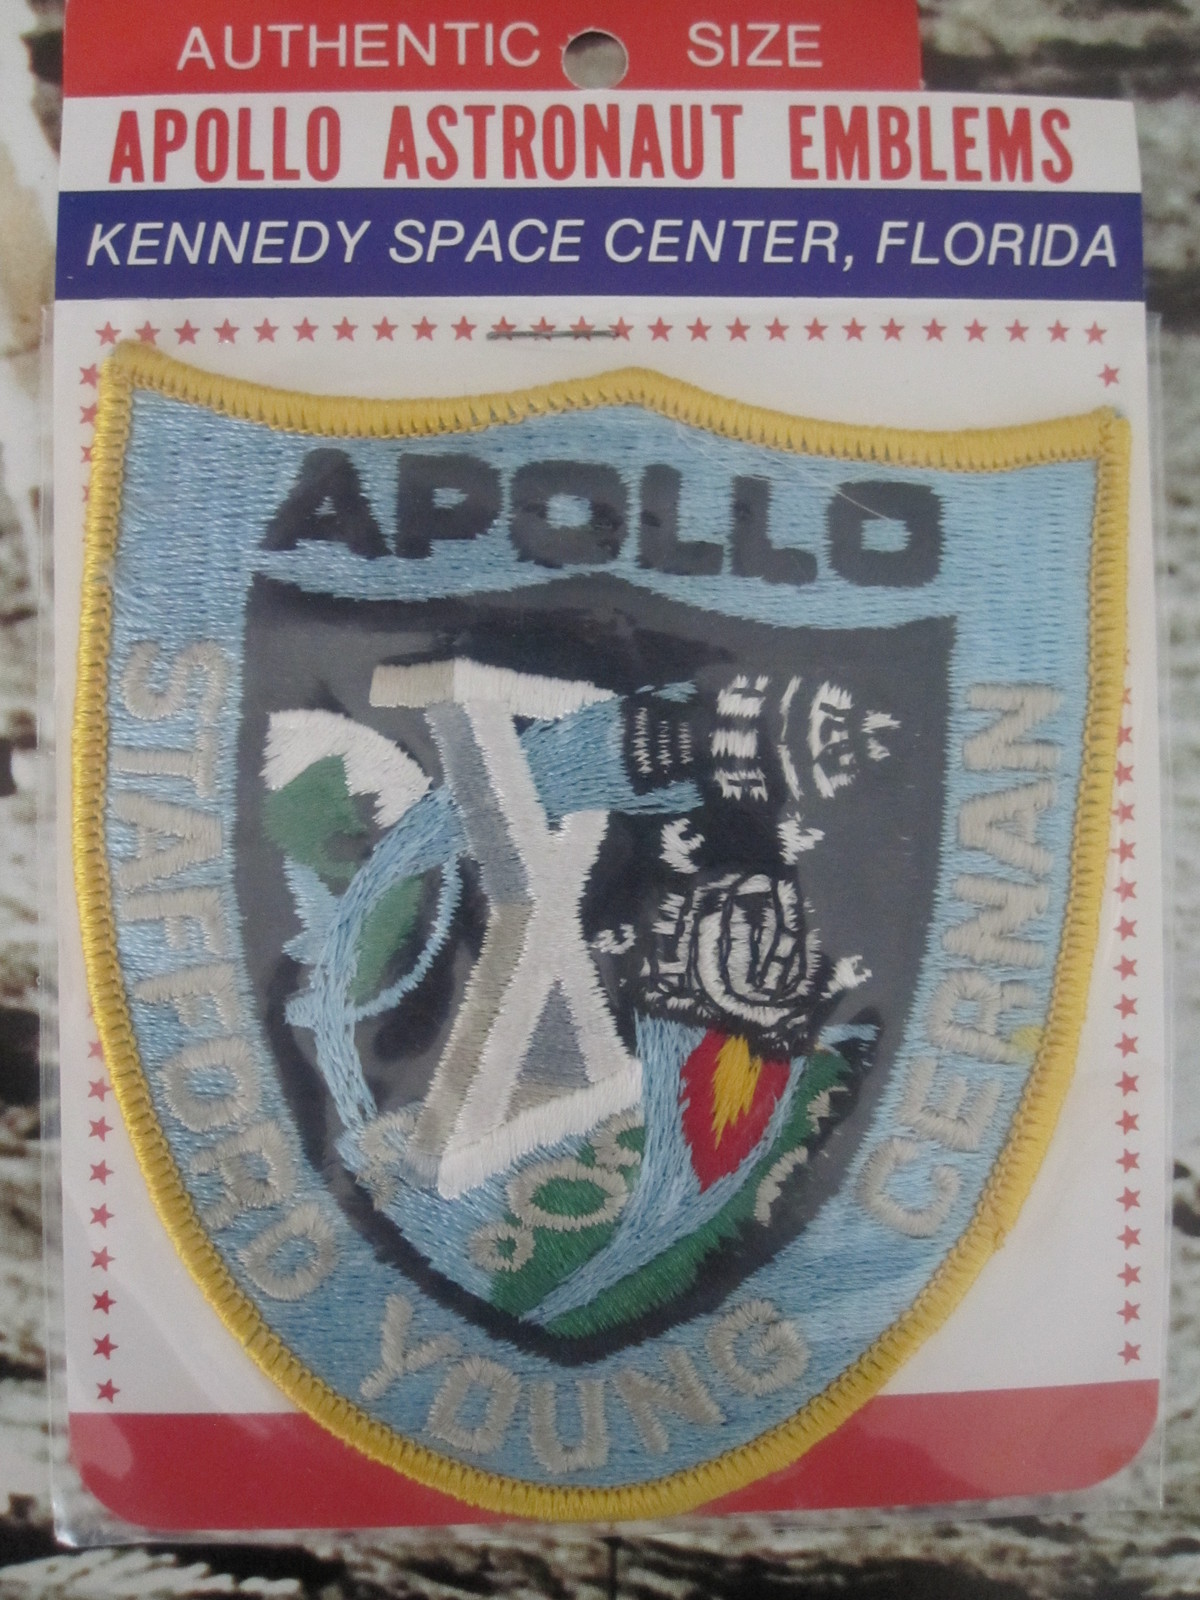 AUTHENTIC SIZE
APOLLO ASTRONAUT EMBLEMS
KENNEDY SPACE CENTER, FLORIDA
APOLLO
X
STAFFORD
YOUNG
CERNAN